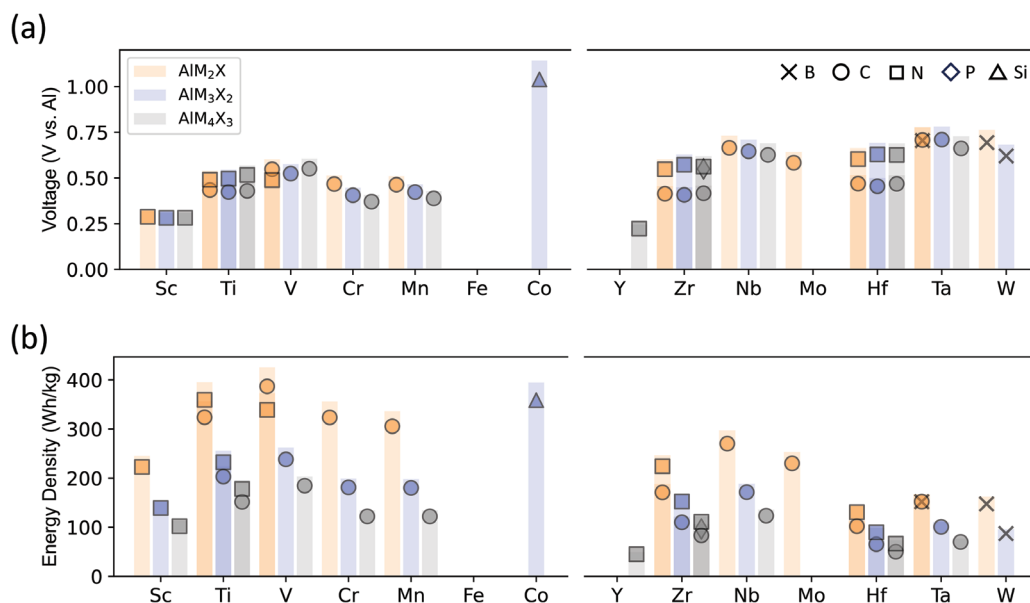 (a)
Voltage (V vs. Al)
1.00
0.75
0.50
0.25
0.00
AlM₂X
AlM₃X₂
AlM₄X₃
B C N P Si
Sc Ti V Cr Mn Fe Co Y Zr Nb Mo Hf Ta W
(b)
Energy Density (Wh/kg)
400
300
200
100
0
Sc Ti V Cr Mn Fe Co Y Zr Nb Mo Hf Ta W